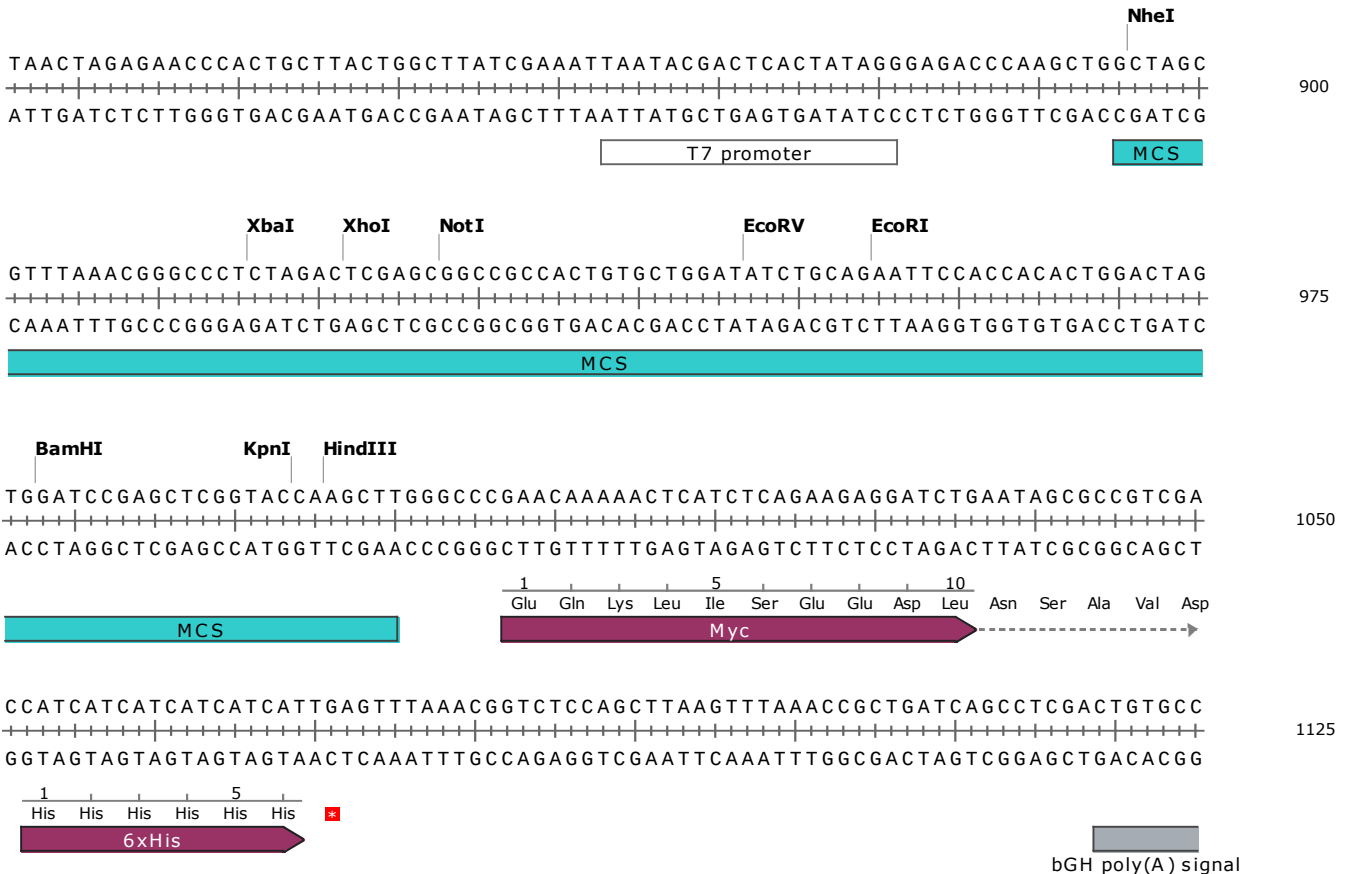 NheI
TAACTAGAGAACCCACTGCTTACTGGCTTATCGAAATTAATACGACTCACTATAGGGAGACCCAAGCTGGCTAGC
900
ATTGATCTCTTGGGTGACGAATGACCGAATAGCTTTAATTATGCTGAGTGATATCCCTCTGGGTTCGACCGATCG
T7 promoter MCS
XbaI XhoI NotI EcoRV EcoRI
GTTTAAACGGGCCCTCTAGACTCGAGCGGCCGCCACTGTGCTGGATATCTGCAGAATTCCACCACACTGGACTAG
975
CAAATTTGCCCGGGAGATCTGAGCTCGCCGGCGGTGACACGACCTATAGACGTCTTAAGGTGGTGTGACCTGATC
MCS
BamHI KpnI HindIII
TGGATCCGAGCTCGGTACCAAGCTTGGGCCCGAACAAAAACTCATCTCAGAAGAGGATCTGAATAGCGCCGTCGA
1050
ACCTAGGCTCGAGCCATGGTTCGAACCCGGGCTTGTTTTTGAGTAGAGTCTTCTCCTAGACTTATCGCGGCAGCT
1 5 10
Glu Gln Lys Leu Ile Ser Glu Glu Asp Leu Asn Ser Ala Val Asp
MCS Myc
CCATCATCATCATCATCATTGAGTTTAAACGGTCTCCAGCTTAAGTTTAAACCGCTGATCAGCCTCGACTGTGCC
1125
GGTAGTAGTAGTAGTAGTAACTCAAATTTGCCAGAGGTCGAATTCAAATTTGGCGACTAGTCGGAGCTGACACGG
1 5
His His His His His His *
6xHis
bGH poly(A) signal